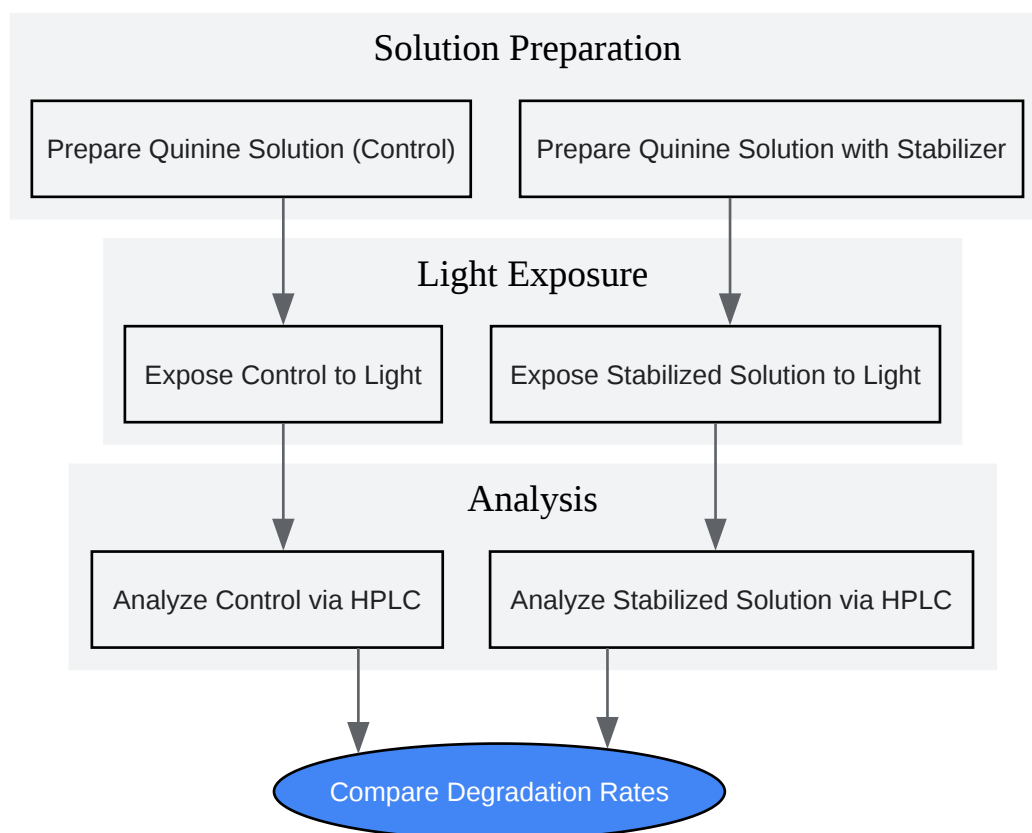 Solution Preparation
Prepare Quinine Solution (Control)
Prepare Quinine Solution with Stabilizer
Light Exposure
Expose Control to Light
Expose Stabilized Solution to Light
Analysis
Analyze Control via HPLC
Analyze Stabilized Solution via HPLC
Compare Degradation Rates